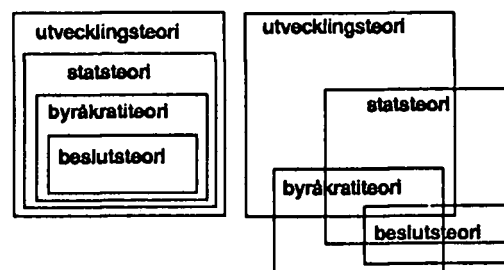 utvecklingsteori
statsteori
byråkratiteori
beslutsteori
utvecklingsteori
statsteori
byråkratiteori
beslutsteori